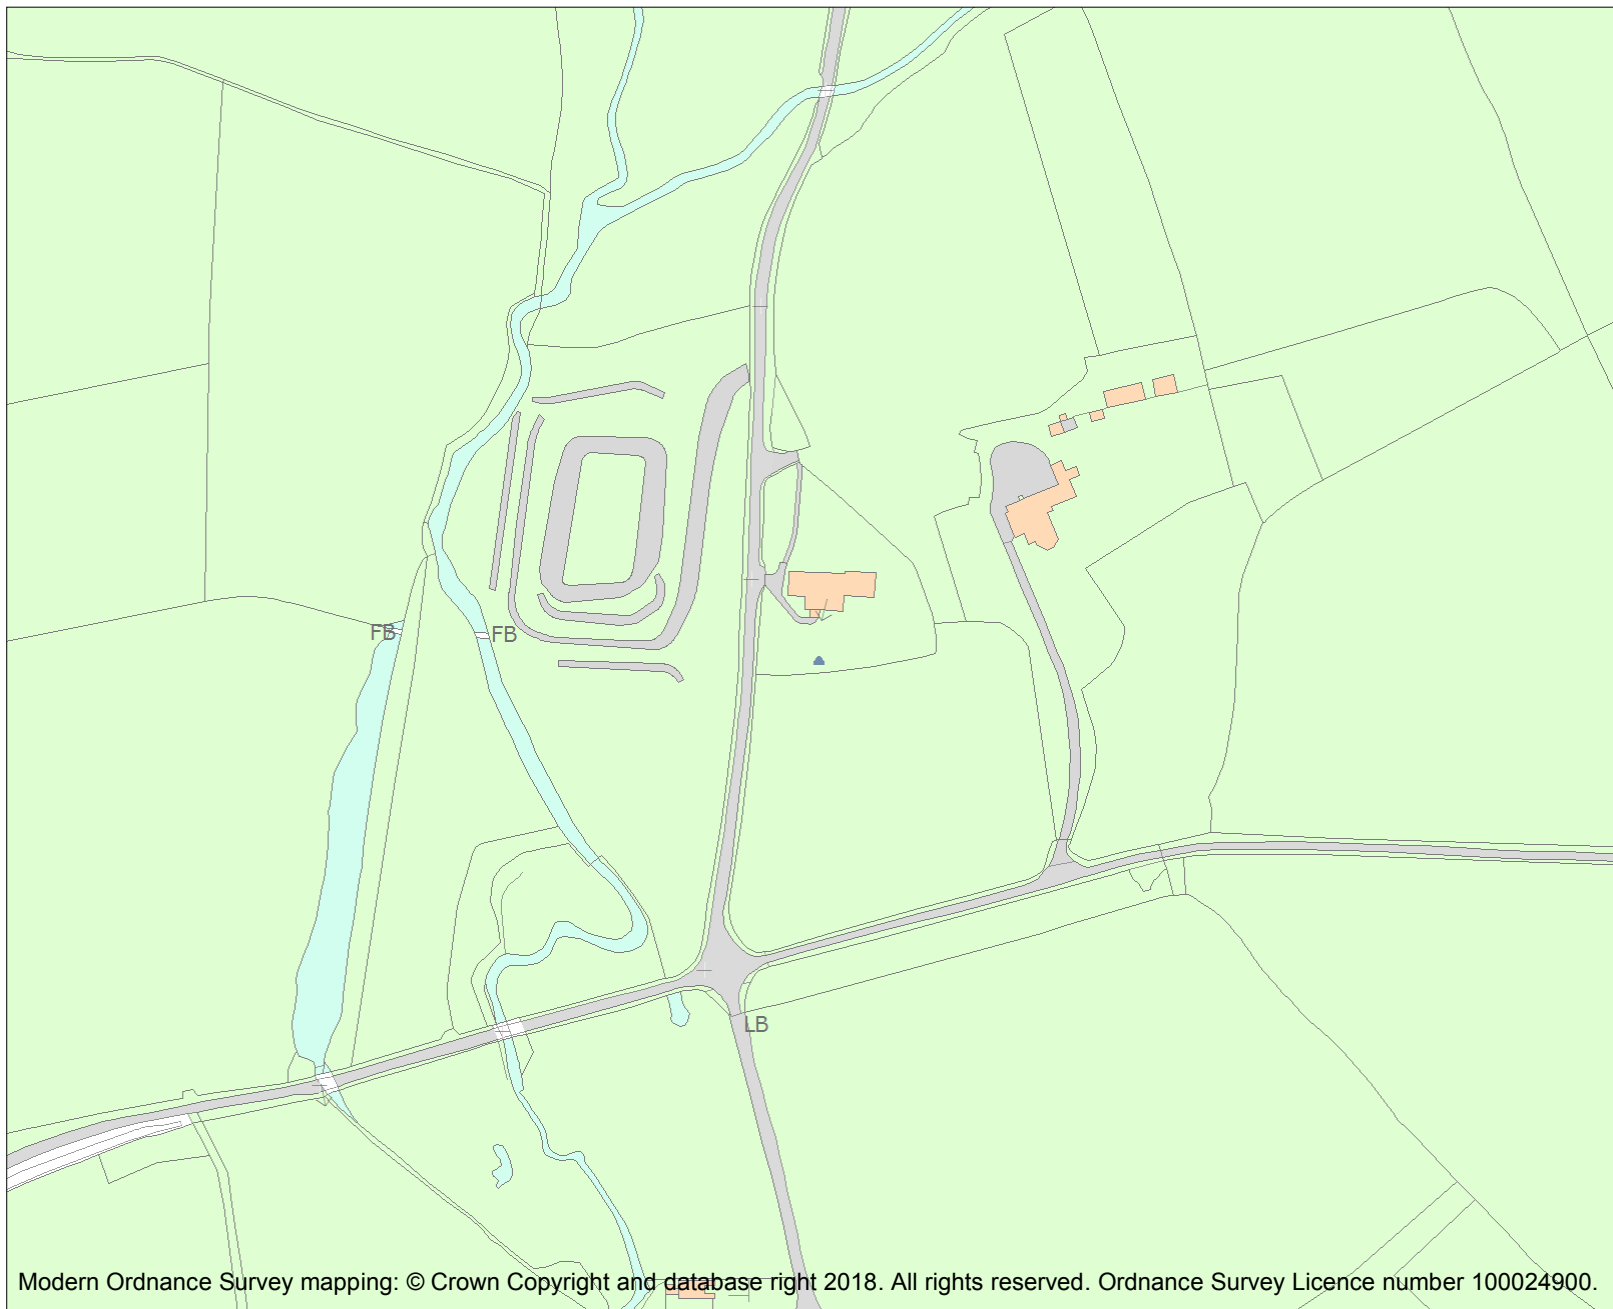 FB
FB
LB
Modern Ordnance Survey mapping: © Crown Copyright and database right 2018. All rights reserved. Ordnance Survey Licence number 100024900.